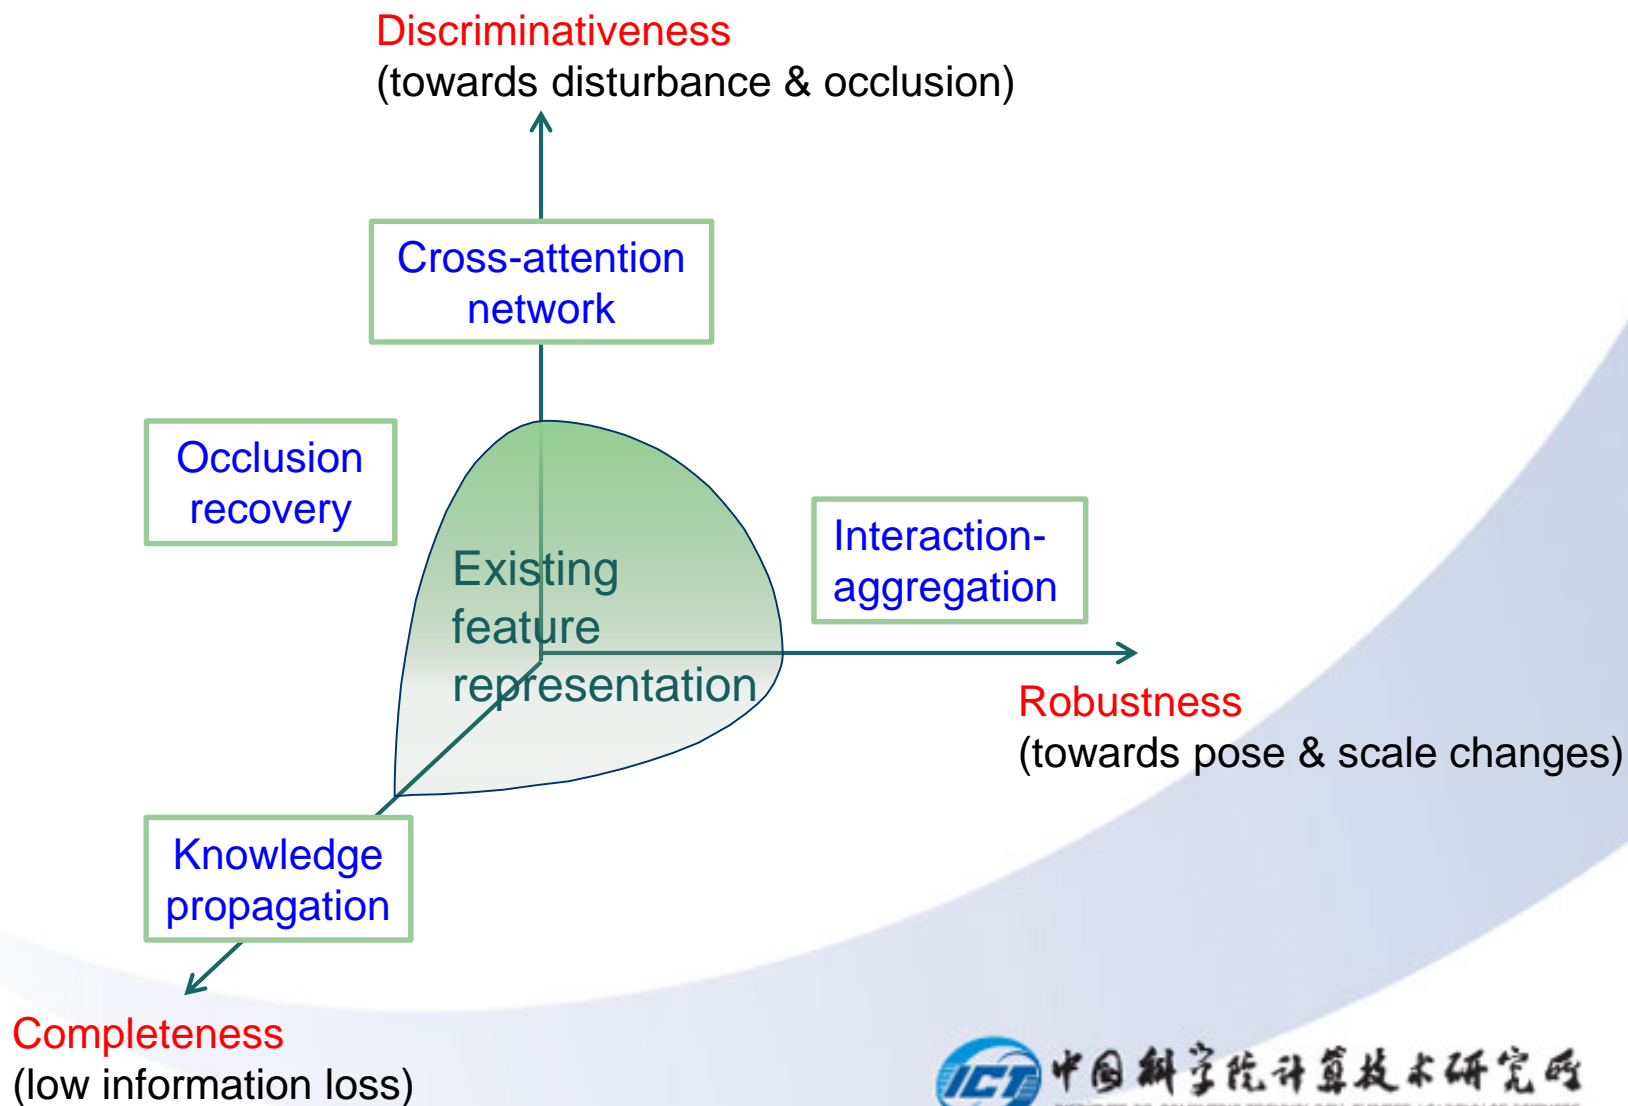 Discriminativeness
(towards disturbance & occlusion)
Cross-attention
network
Occlusion
recovery
Existing
feature
representation
Interaction-
aggregation
Robustness
(towards pose & scale changes)
Knowledge
propagation
Completeness
(low information loss)
ICT 中国科学院计算技术研究所